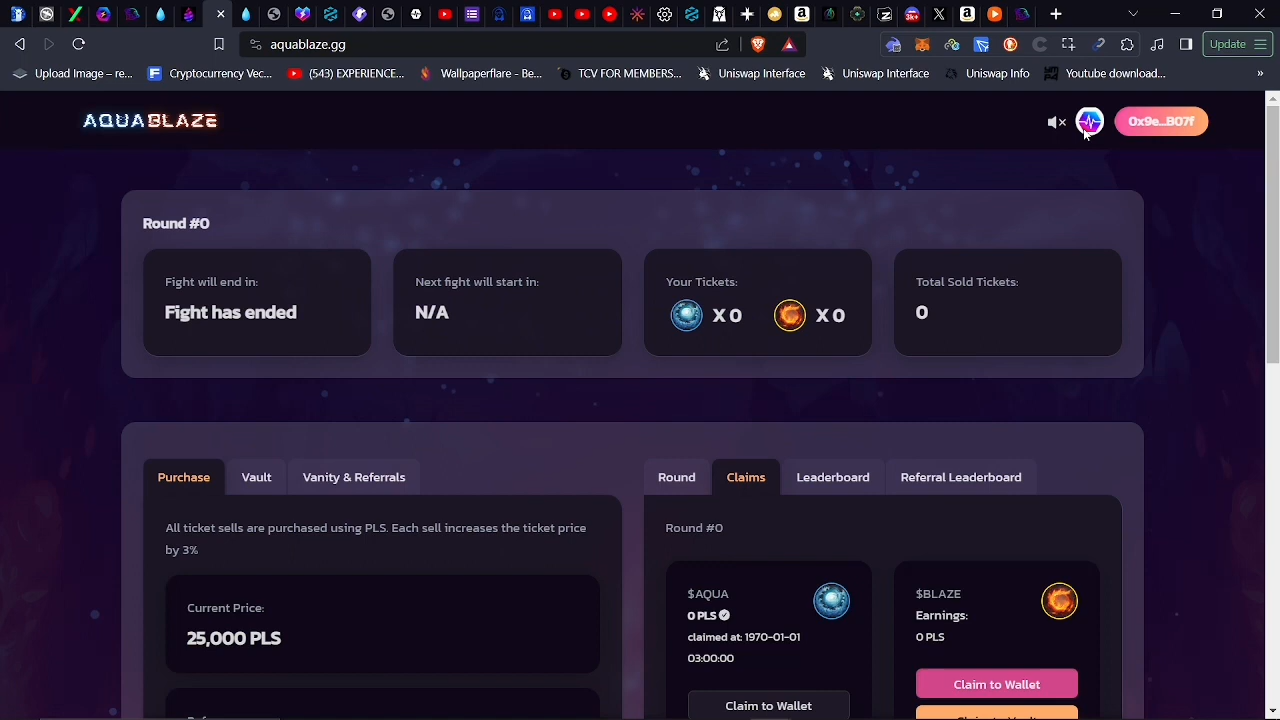 3K+
aquablaze.gg
Update
Upload Image – re...
Cryptocurrency Vec...
(543) EXPERIENCE...
Wallpaperflare - Be...
TCV FOR MEMBERS...
Uniswap Interface
Uniswap Interface
Uniswap Info
Youtube download...
»
AQUABLAZE
0x9e...B07f
Round #0
Fight will end in:
Fight has ended
Next fight will start in:
N/A
Your Tickets:
X 0
X 0
Total Sold Tickets:
0
Purchase
Vault
Vanity & Referrals
All ticket sells are purchased using PLS. Each sell increases the ticket price
by 3%
Current Price:
25,000 PLS
Round
Claims
Leaderboard
Referral Leaderboard
Round #0
$AQUA
0 PLS
claimed at: 1970-01-01
03:00:00
Claim to Wallet
$BLAZE
Earnings:
0 PLS
Claim to Wallet